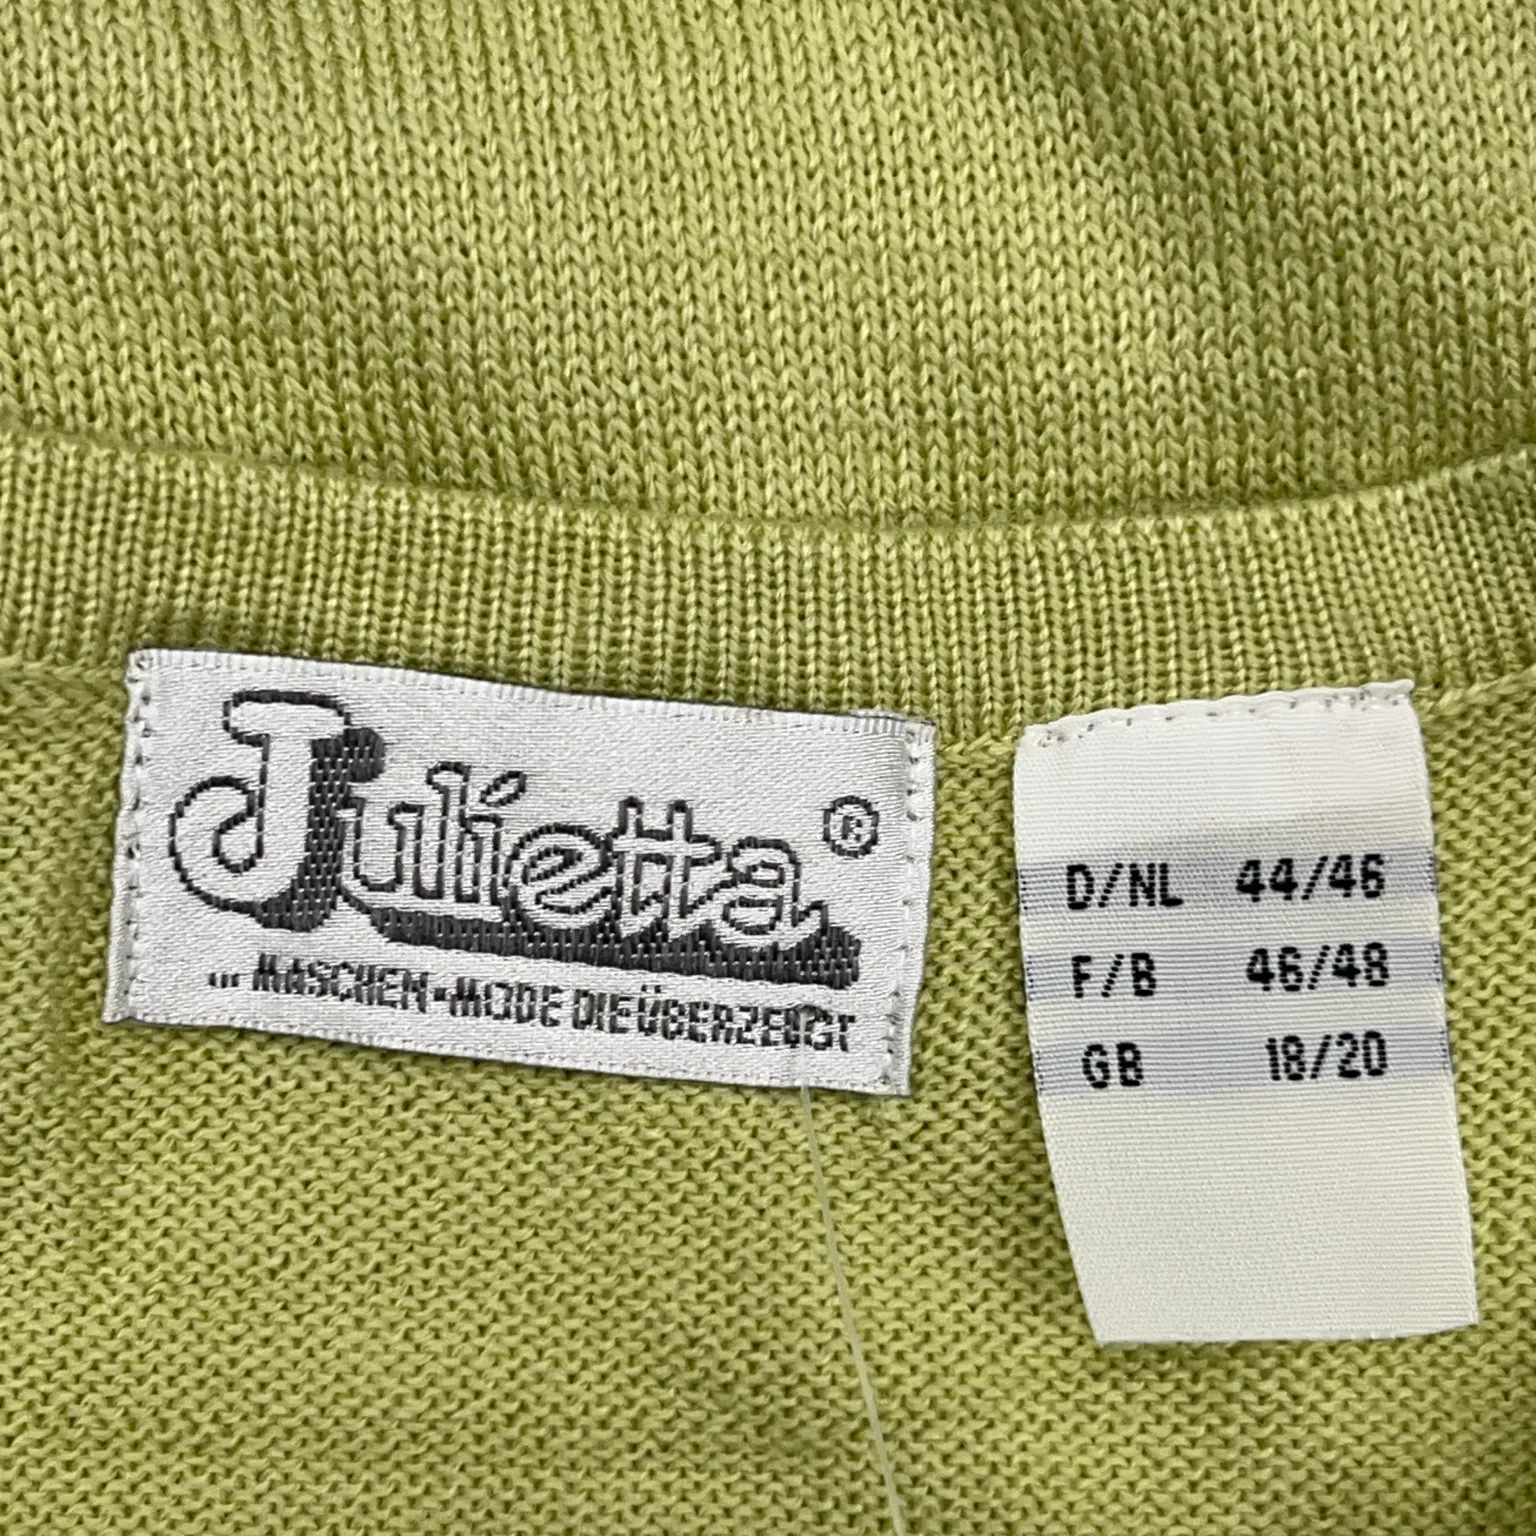 Julietta ®
... MASCHEN-MODE DIE ÜBERZEUGT
D/NL 44/46
F/B 46/48
GB 18/20